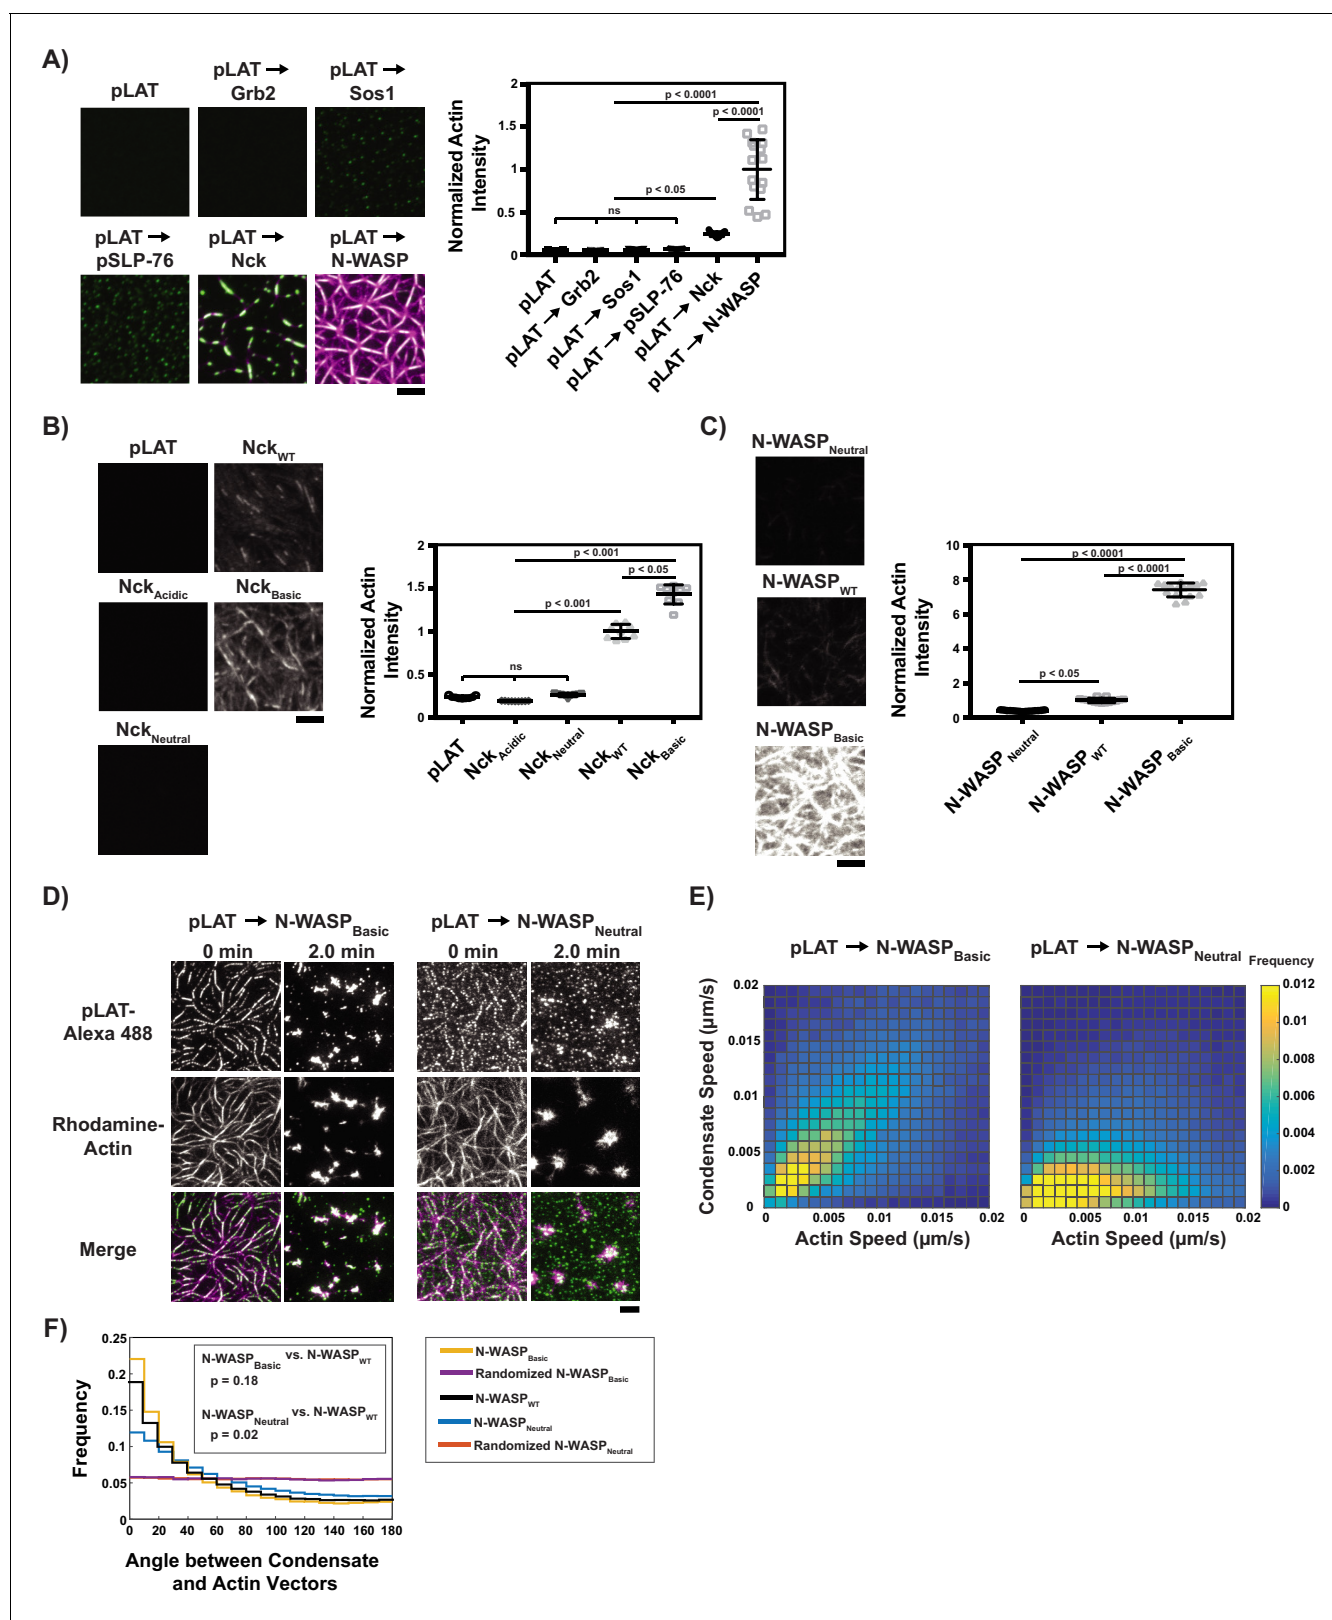 A)
pLAT
pLAT →
Grb2
pLAT →
Sos1
pLAT →
pSLP-76
pLAT →
Nck
pLAT →
N-WASP
Normalized Actin
Intensity
2
1.5
1
0.5
0
p < 0.0001
p < 0.0001
p < 0.05
ns
pLAT
pLAT → Grb2
pLAT → Sos1
pLAT → pSLP-76
pLAT → Nck
pLAT → N-WASP
B)
pLAT
NckWT
NckAcidic
NckBasic
NckNeutral
Normalized Actin
Intensity
2
1.5
1
0.5
0
p < 0.001
p < 0.05
p < 0.001
ns
pLAT
NckAcidic
NckNeutral
NckWT
NckBasic
C)
N-WASPNeutral
N-WASPWT
N-WASPBasic
Normalized Actin
Intensity
10
8
6
4
2
0
p < 0.0001
p < 0.0001
p < 0.05
N-WASPNeutral
N-WASPWT
N-WASPBasic
D)
pLAT → N-WASPBasic
0 min 2.0 min
pLAT → N-WASPNeutral
0 min 2.0 min
pLAT-
Alexa 488
Rhodamine-
Actin
Merge
E)
pLAT → N-WASPBasic
pLAT → N-WASPNeutral
Frequency
Condensate Speed (μm/s)
0.02
0.015
0.01
0.005
0
0 0.005 0.01 0.015 0.02
Actin Speed (μm/s)
0 0.005 0.01 0.015 0.02
Actin Speed (μm/s)
0.012
0.01
0.008
0.006
0.004
0.002
0
F)
Frequency
0.25
0.2
0.15
0.1
0.05
0
N-WASPBasic vs. N-WASPWT
p = 0.18
N-WASPNeutral vs. N-WASPWT
p = 0.02
0 20 40 60 80 100 120 140 160 180
Angle between Condensate
and Actin Vectors
N-WASPBasic
Randomized N-WASPBasic
N-WASPWT
N-WASPNeutral
Randomized N-WASPNeutral